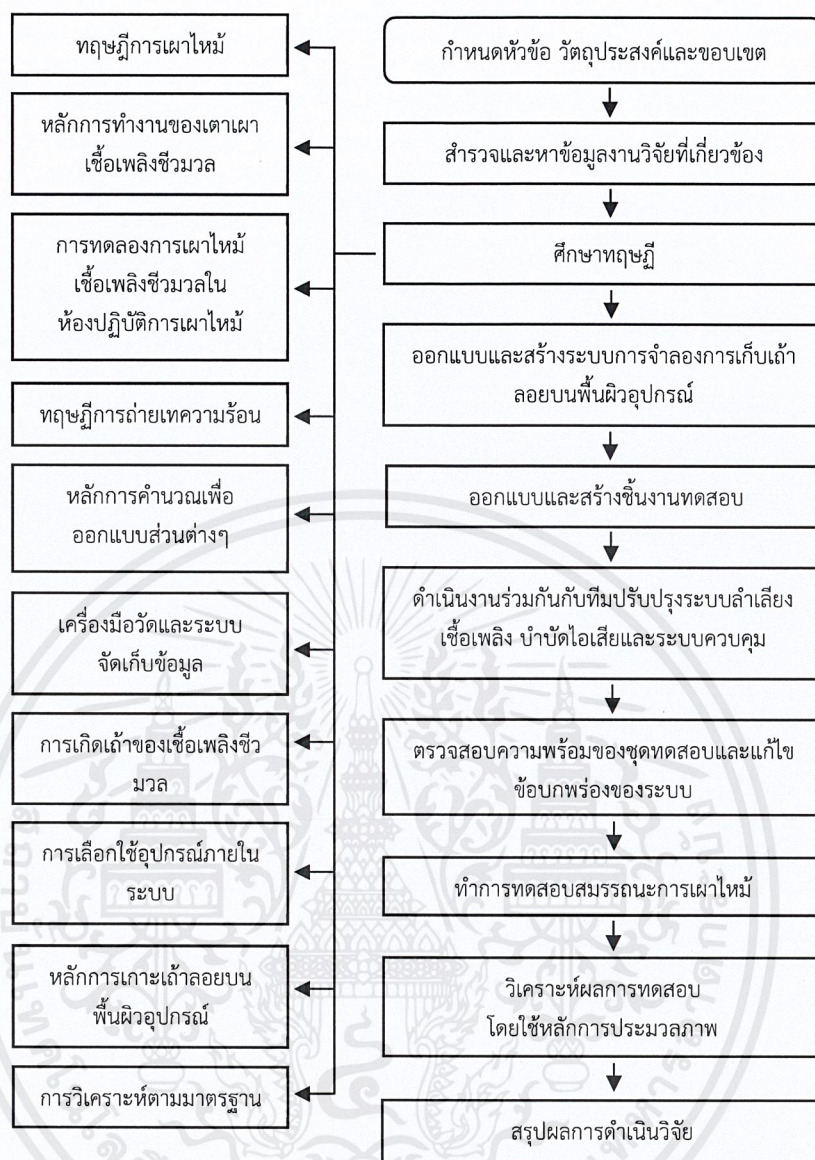 ทฤษฎีการเผาไหม้
หลักการทำงานของเตาเผา
เชื้อเพลิงชีวมวล
การทดลองการเผาไหม้
เชื้อเพลิงชีวมวลใน
ห้องปฏิบัติการเผาไหม้
ทฤษฎีการถ่ายเทความร้อน
หลักการคำนวณเพื่อ
ออกแบบส่วนต่างๆ
เครื่องมือวัดและระบบ
จัดเก็บข้อมูล
การเกิดเถ้าของเชื้อเพลิงชีว
มวล
การเลือกใช้อุปกรณ์ภายใน
ระบบ
หลักการเกาะเถ้าลอยบน
พื้นผิวอุปกรณ์
การวิเคราะห์ตามมาตรฐาน
กำหนดหัวข้อ วัตถุประสงค์และขอบเขต
สำรวจและหาข้อมูลงานวิจัยที่เกี่ยวข้อง
ศึกษาทฤษฎี
ออกแบบและสร้างระบบการจำลองการเก็บเถ้า
ลอยบนพื้นผิวอุปกรณ์
ออกแบบและสร้างชิ้นงานทดสอบ
ดำเนินงานร่วมกันกับทีมปรับปรุงระบบลำเลียง
เชื้อเพลิง บำบัดไอเสียและระบบควบคุม
ตรวจสอบความพร้อมของชุดทดสอบและแก้ไข
ข้อบกพร่องของระบบ
ทำการทดสอบสมรรถนะการเผาไหม้
วิเคราะห์ผลการทดสอบ
โดยใช้หลักการประมวลภาพ
สรุปผลการดำเนินวิจัย